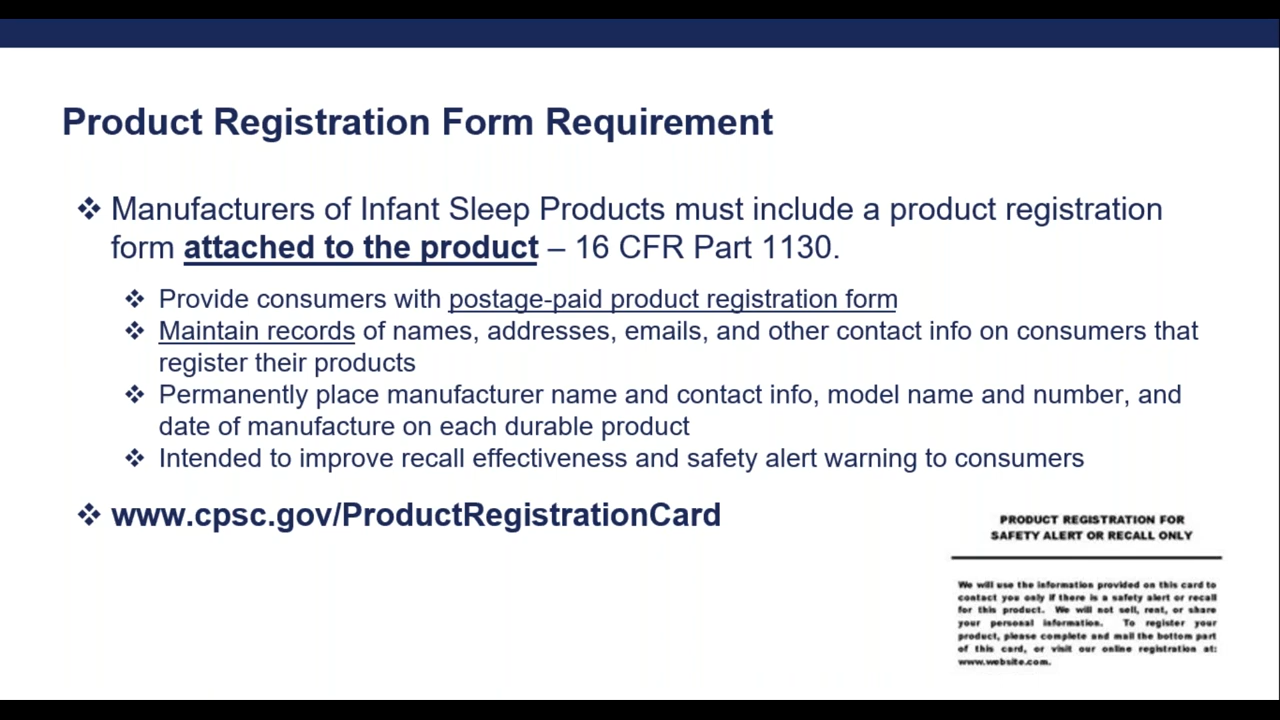 Product Registration Form Requirement
❖ Manufacturers of Infant Sleep Products must include a product registration
form attached to the product – 16 CFR Part 1130.
❖ Provide consumers with postage-paid product registration form
❖ Maintain records of names, addresses, emails, and other contact info on consumers that
register their products
❖ Permanently place manufacturer name and contact info, model name and number, and
date of manufacture on each durable product
❖ Intended to improve recall effectiveness and safety alert warning to consumers
❖ www.cpsc.gov/ProductRegistrationCard
PRODUCT REGISTRATION FOR
SAFETY ALERT OR RECALL ONLY
We will use the information provided on this card to
contact you only if there is a safety alert or recall
for this product. We will not sell, rent, or share
your personal information. To register your
product, please complete and mail the bottom part
of this card, or visit our online registration at:
www.website.com.